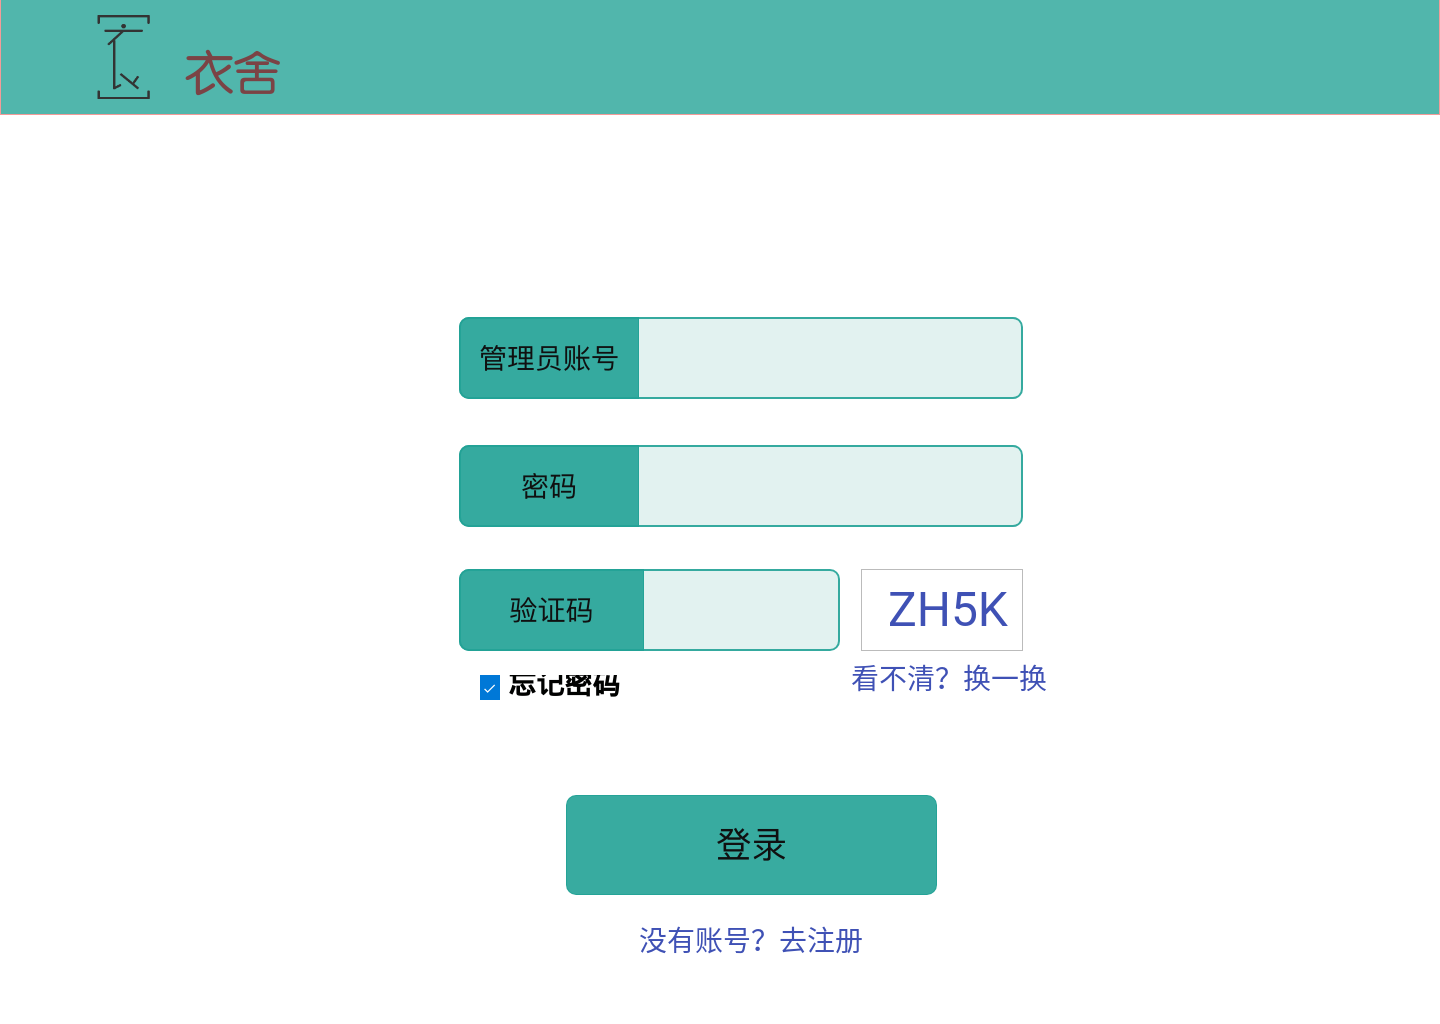 衣舍
管理员账号
密码
验证码
ZH5K
忘记密码
看不清？换一换
登录
没有账号？去注册